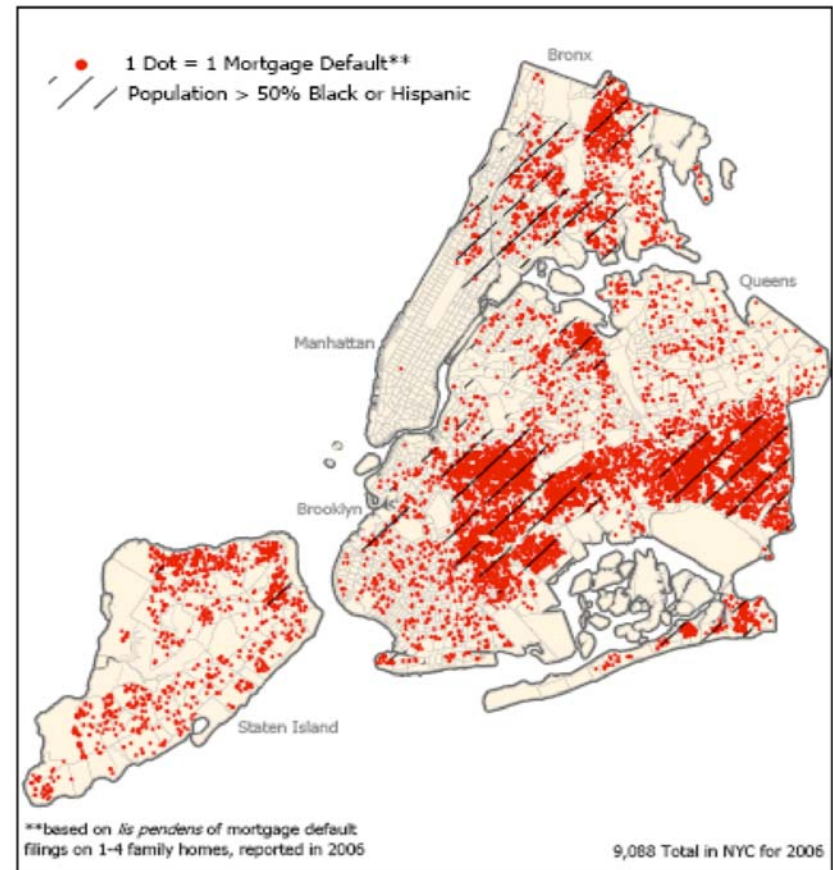 1 Dot = 1 Mortgage Default**
Population > 50% Black or Hispanic
Bronx
Queens
Manhattan
Brooklyn
Staten Island
**based on lis pendens of mortgage default
filings on 1-4 family homes, reported in 2006
9,088 Total in NYC for 2006